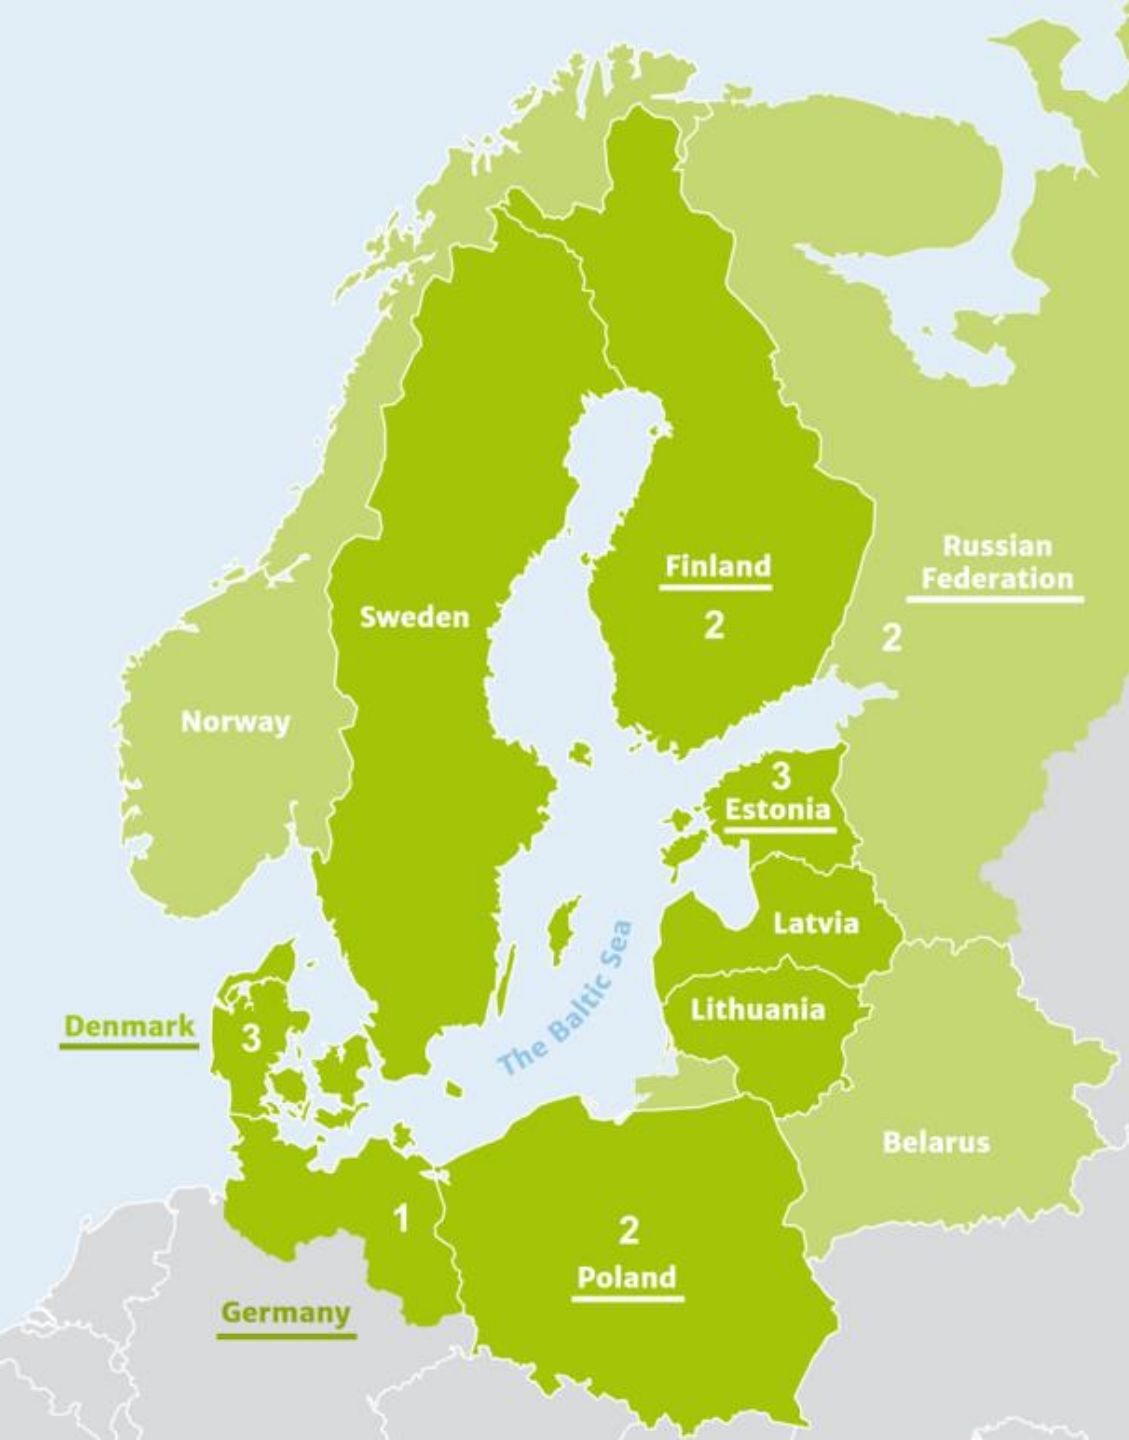 Russian
Federation
2
Finland
2
Sweden
Norway
3
Estonia
Latvia
Lithuania
The Baltic Sea
Denmark
3
Belarus
1
Germany
2
Poland